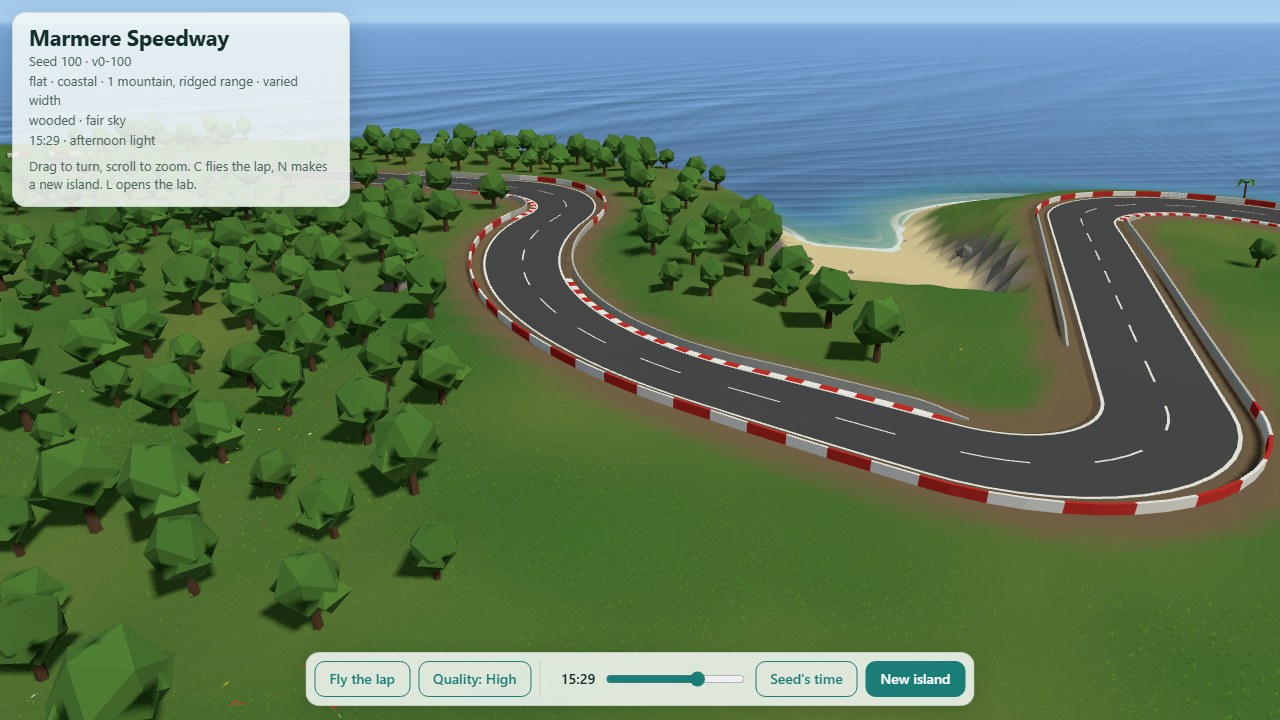 Marmere Speedway
Seed 100 · v0-100
flat · coastal · 1 mountain, ridged range · varied
width
wooded · fair sky
15:29 · afternoon light
Drag to turn, scroll to zoom. C flies the lap, N makes
a new island. L opens the lab.
Fly the lap
Quality: High
15:29
Seed's time
New island